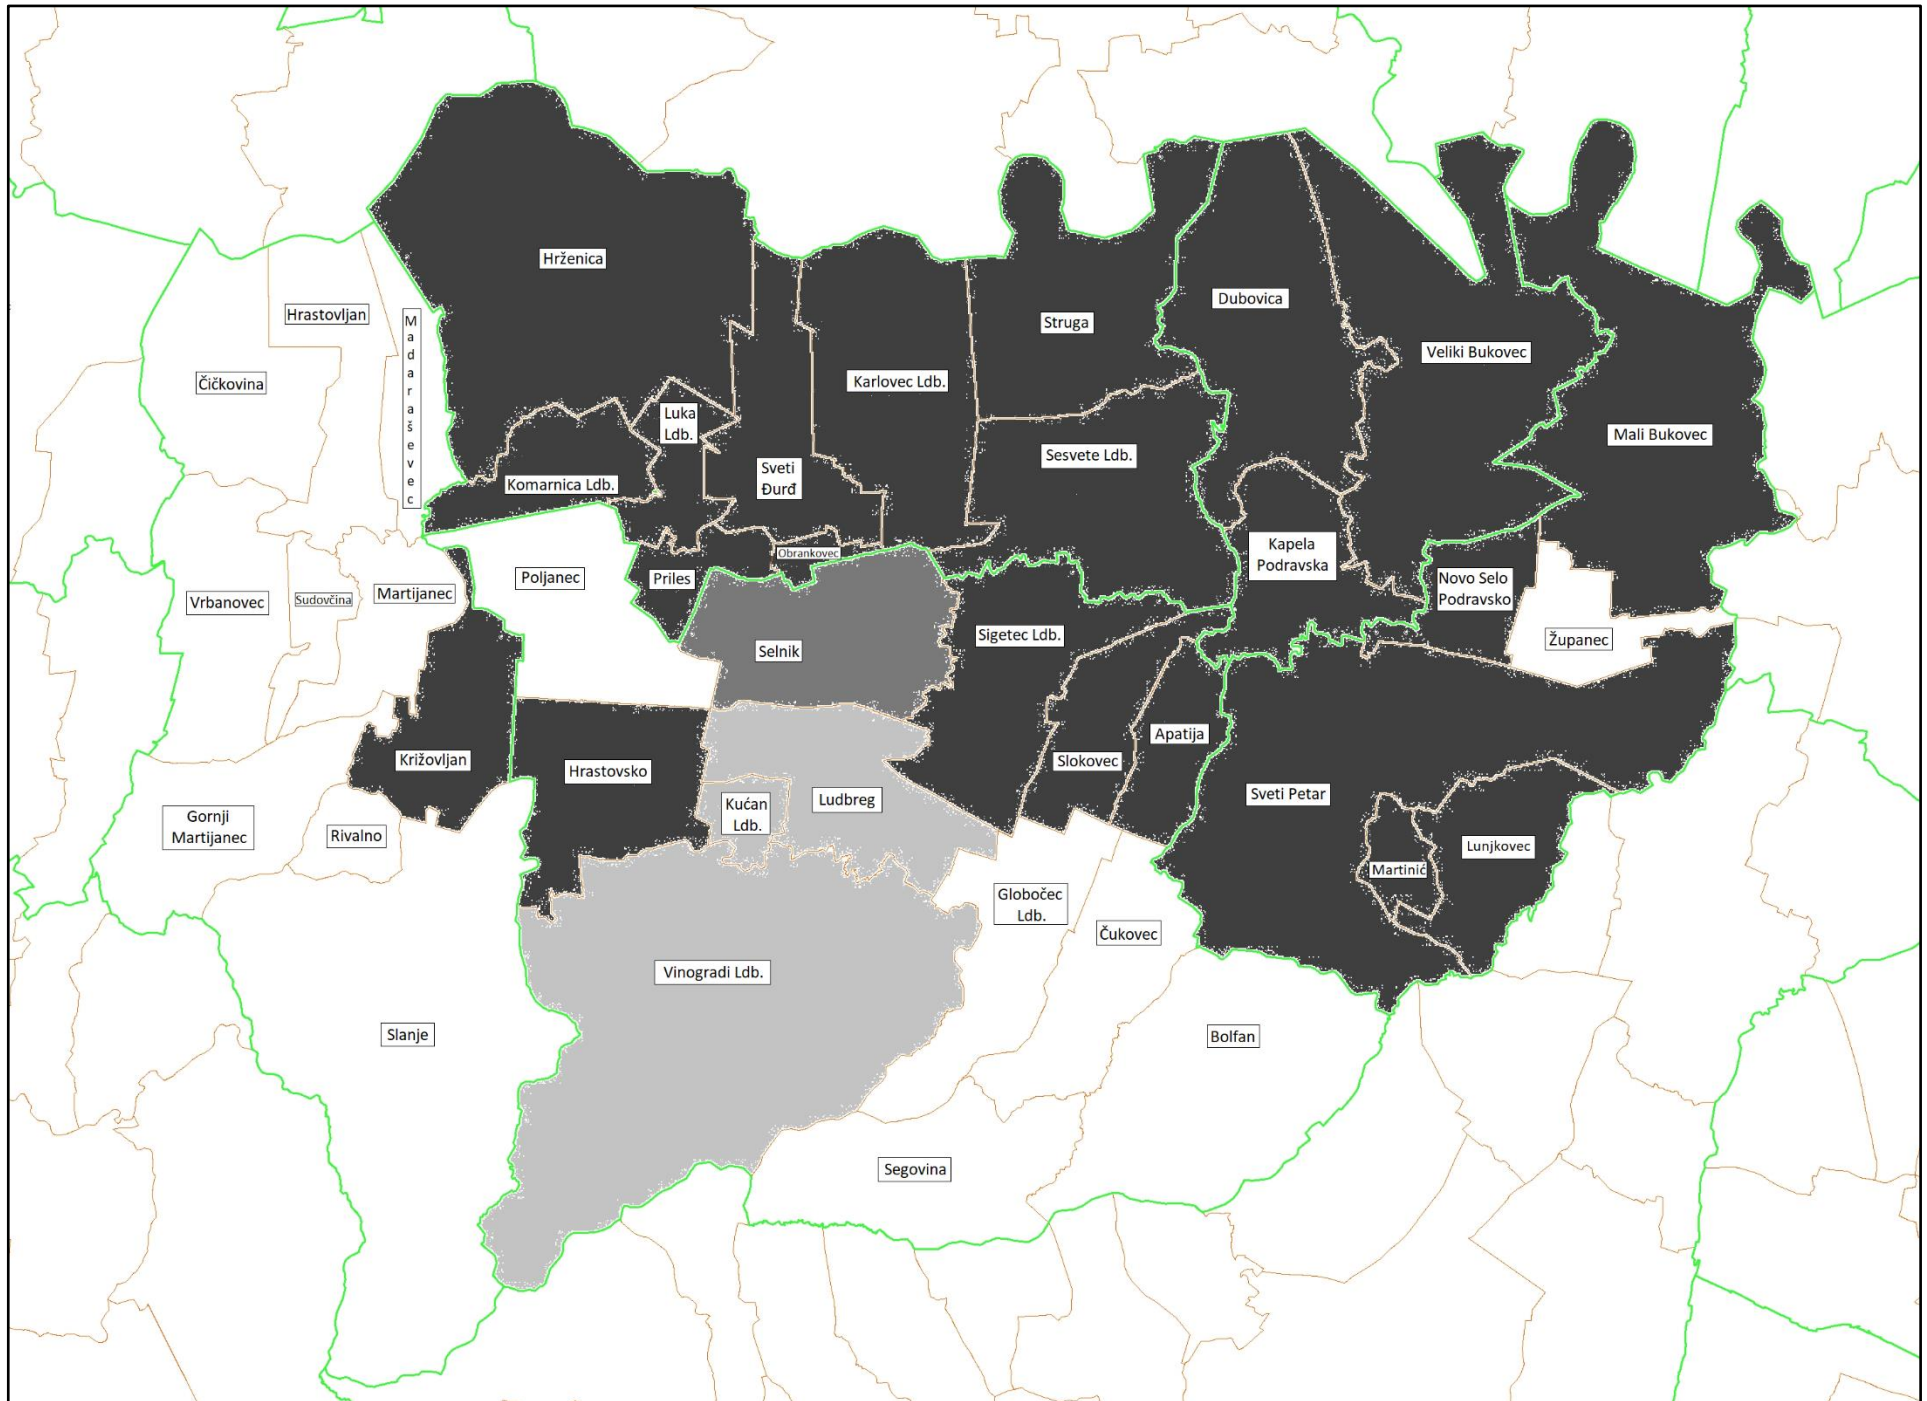 Hrženica
Dubovica
Hrastovljan
Struga
Madaraševec
Veliki Bukovec
Čičkovina
Karlovec Ldb.
Luka
Ldb.
Mali Bukovec
Sesvete Ldb.
Sveti
Đurđ
Komarnica Ldb.
Obrankovec
Kapela
Podravska
Poljanec
Priles
Novo Selo
Podravsko
Vrbanovec
Sudovčina
Martijanec
Sigetec Ldb.
Županec
Selnik
Apatija
Križovljan
Slokovec
Hrastovsko
Sveti Petar
Kućan
Ldb.
Ludbreg
Gornji
Martijanec
Rivalno
Lunjkovec
Martinić
Globočec
Ldb.
Čukovec
Vinogradi Ldb.
Slanje
Bolfan
Segovina